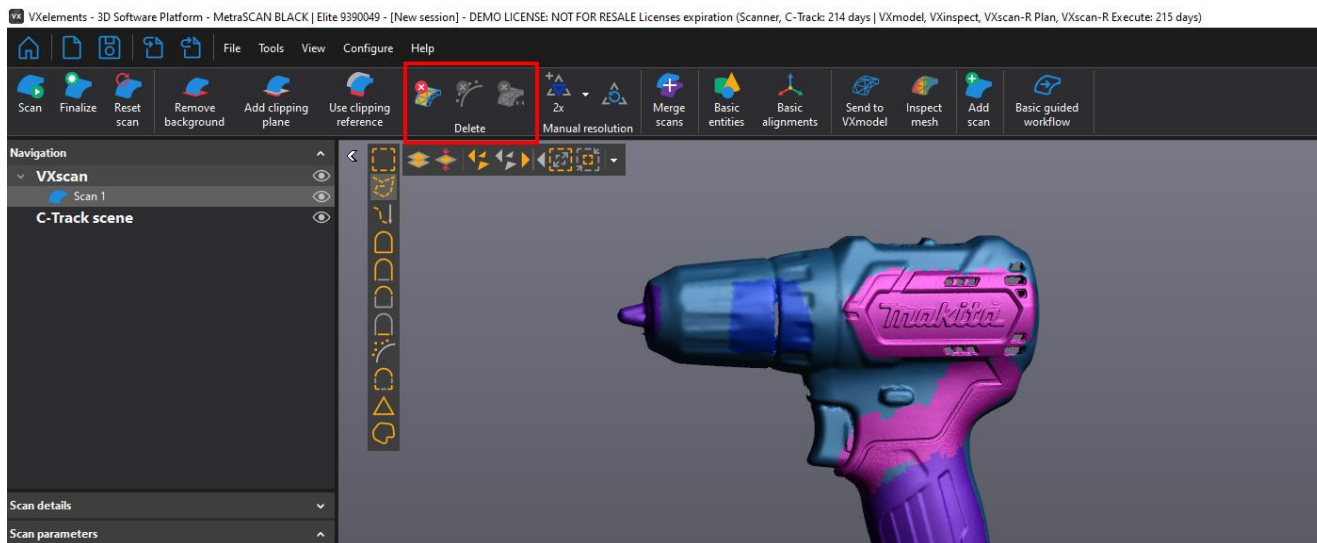 VX VXelements - 3D Software Platform - MetraSCAN BLACK | Elite 9390049 - [New session] - DEMO LICENSE: NOT FOR RESALE Licenses expiration (Scanner, C-Track: 214 days | VXmodel, VXinspect, VXscan-R Plan, VXscan-R Execute: 215 days)
File Tools View Configure Help
Scan Finalize Reset scan Remove background Add clipping plane Use clipping reference Delete 2x Manual resolution Merge scans Basic entities Basic alignments Send to VXmodel Inspect mesh Add scan Basic guided workflow
Navigation
VXscan
Scan 1
C-Track scene
makita
Scan details
Scan parameters